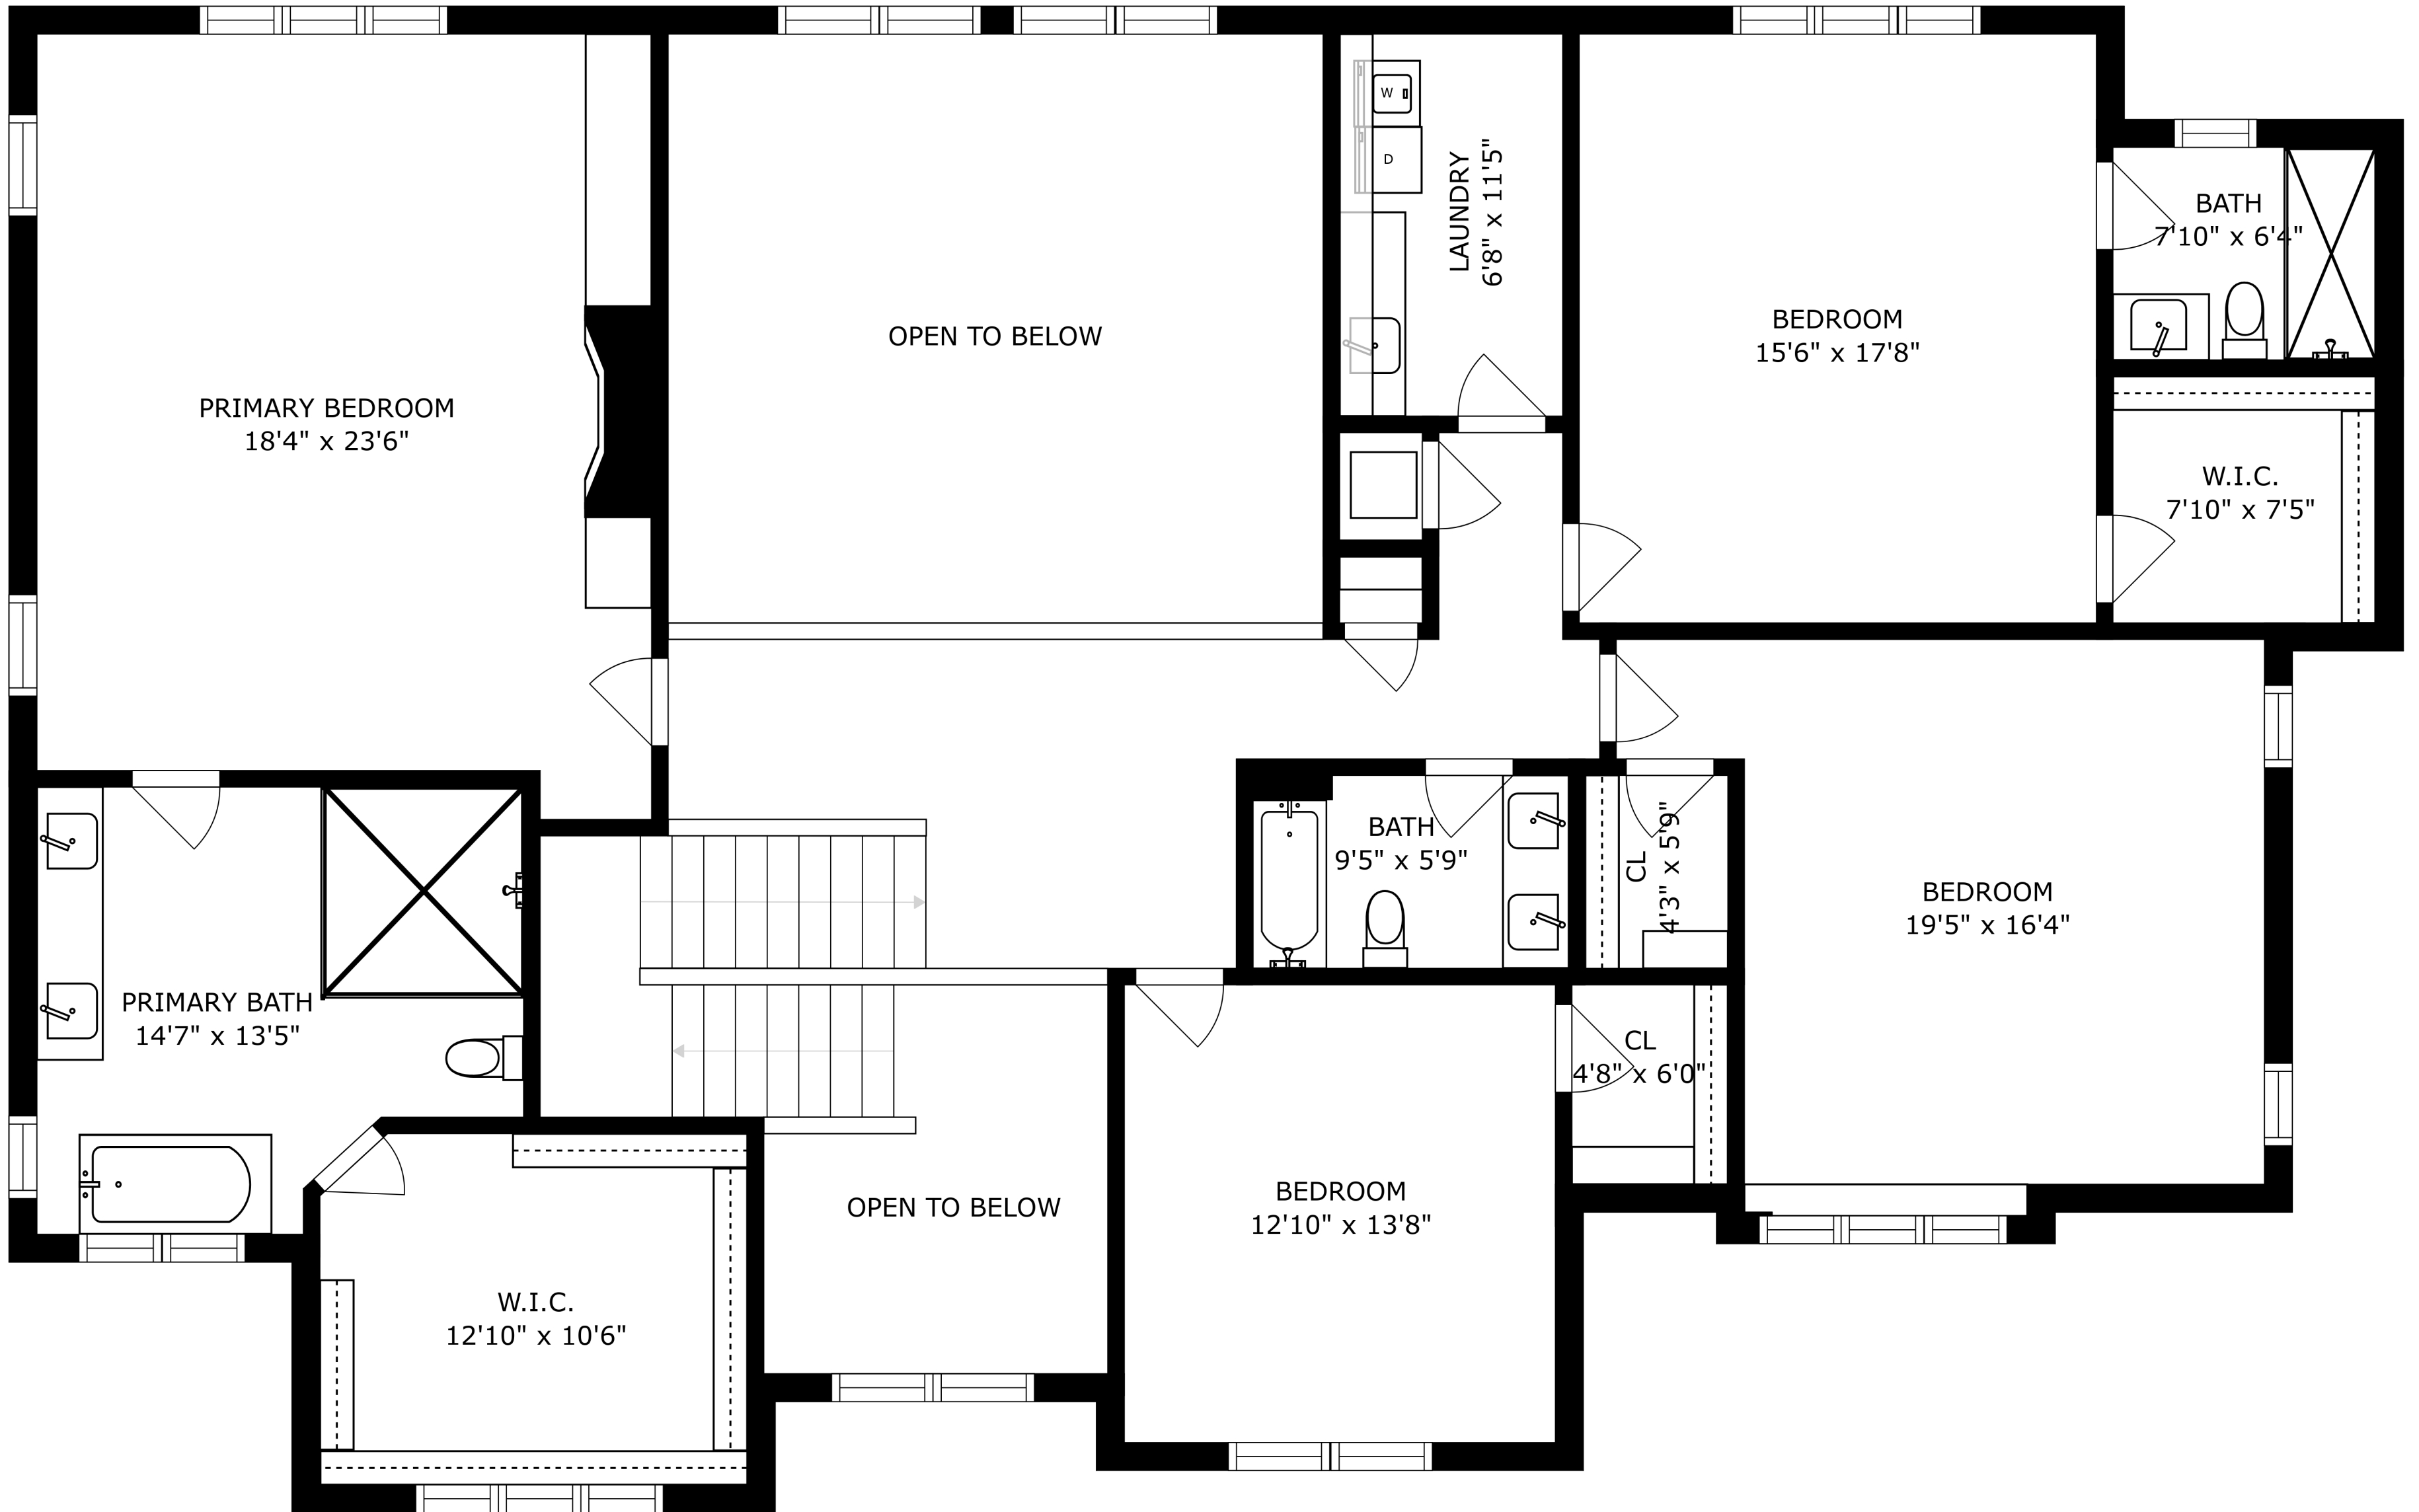 W
D
LAUNDRY
6'8" x 11'5"
BATH
7'10" x 6'4"
OPEN TO BELOW
BEDROOM
15'6" x 17'8"
PRIMARY BEDROOM
18'4" x 23'6"
W.I.C.
7'10" x 7'5"
BATH
9'5" x 5'9"
CL
4'3" x 5'9"
BEDROOM
19'5" x 16'4"
PRIMARY BATH
14'7" x 13'5"
CL
4'8" x 6'0"
OPEN TO BELOW
BEDROOM
12'10" x 13'8"
W.I.C.
12'10" x 10'6"